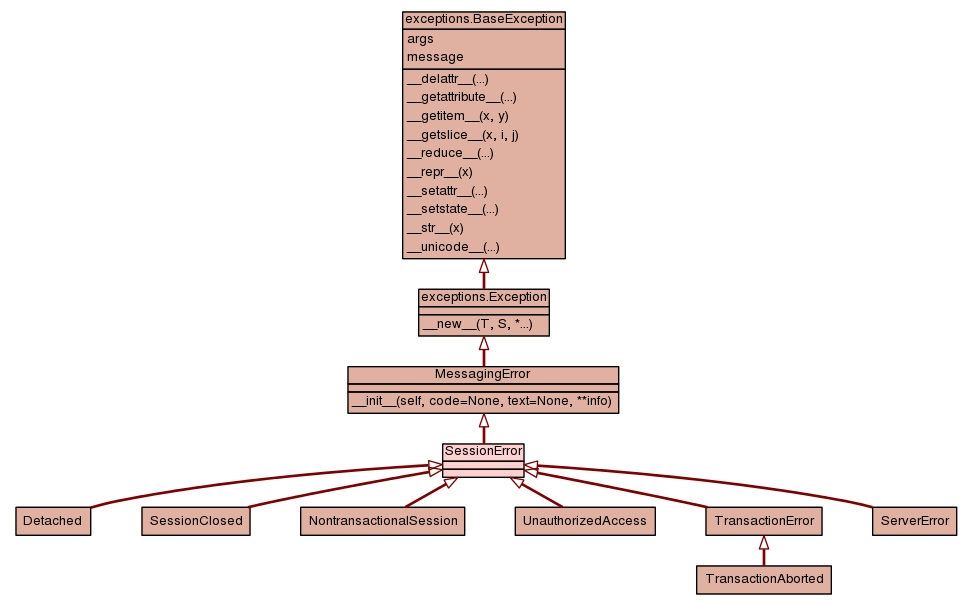 exceptions.BaseException
args
message
__delattr__(...)
__getattribute__(...)
__getitem__(x, y)
__getslice__(x, i, j)
__reduce__(...)
__repr__(x)
__setattr__(...)
__setstate__(...)
__str__(x)
__unicode__(...)
exceptions.Exception
__new__(T, S, *...)
MessagingError
__init__(self, code=None, text=None, **info)
SessionError
Detached
SessionClosed
NontransactionalSession
UnauthorizedAccess
TransactionError
ServerError
TransactionAborted